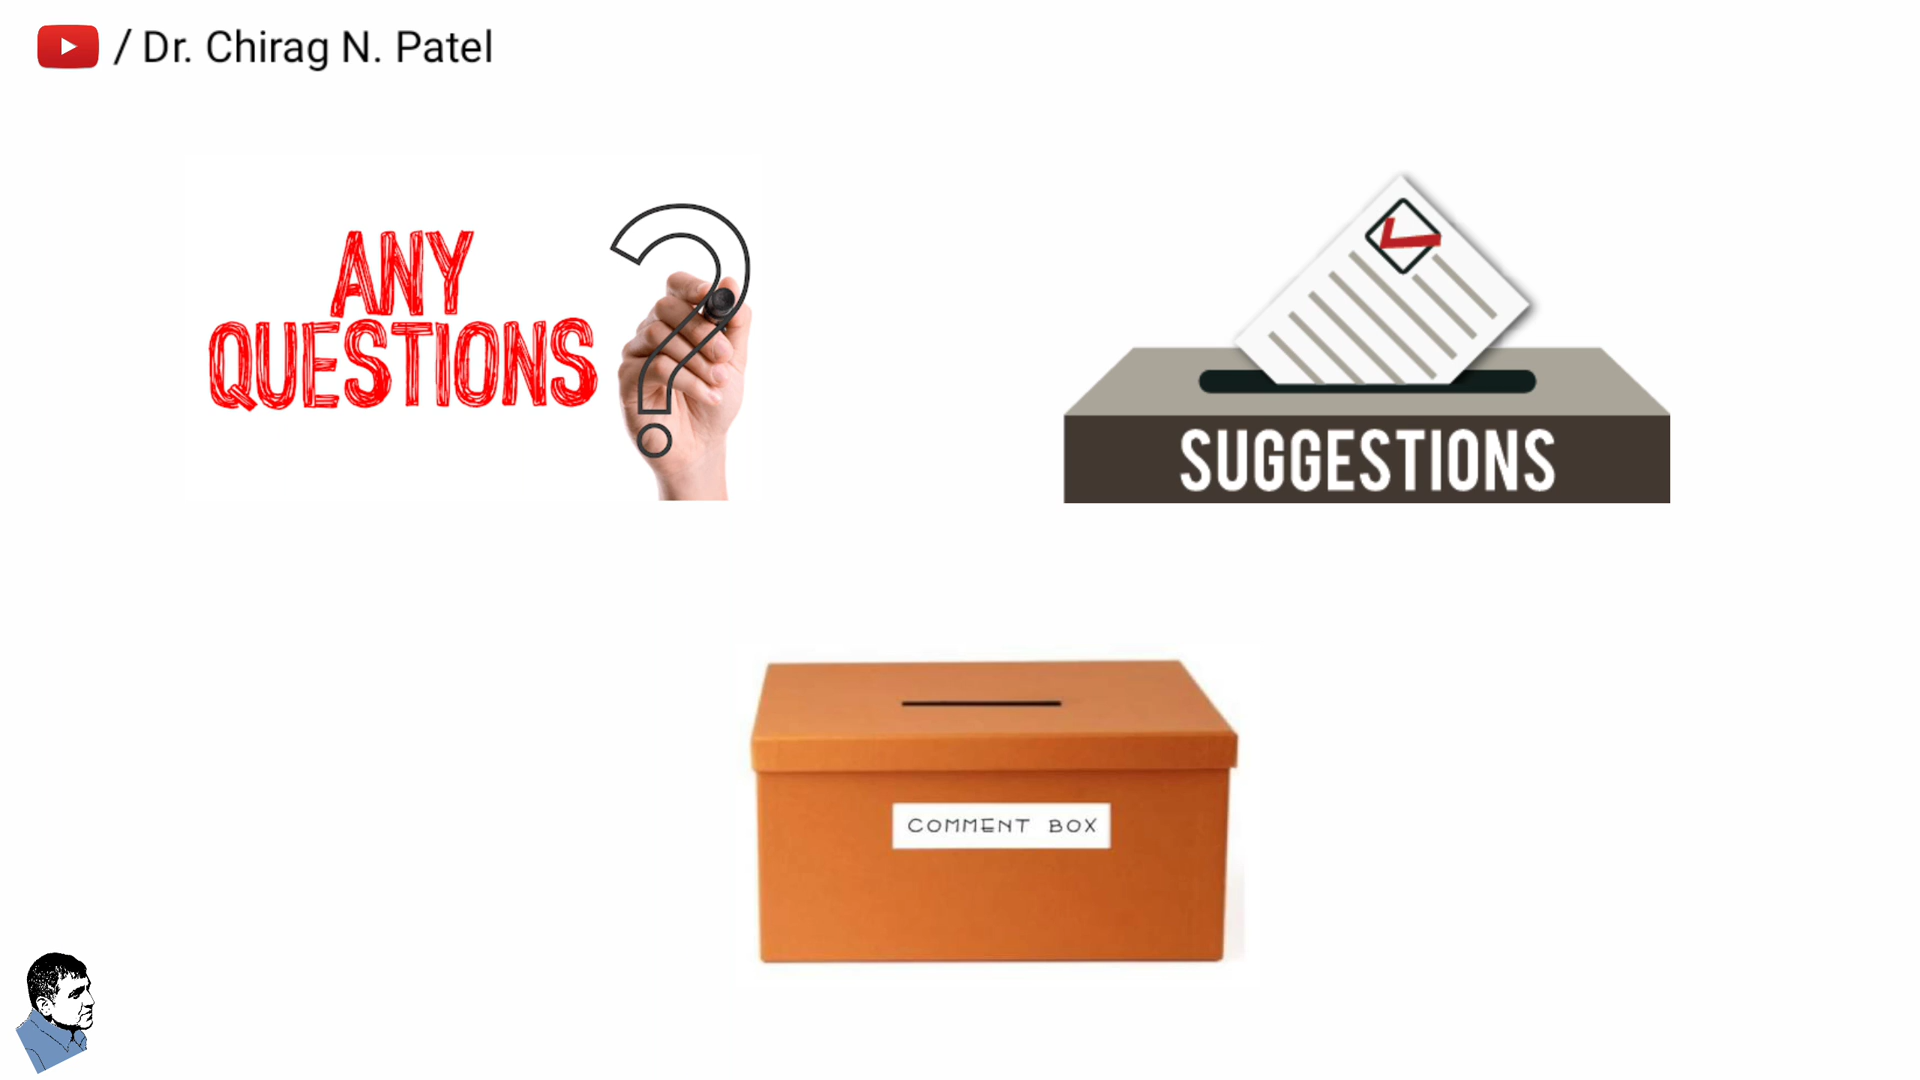 / Dr. Chirag N. Patel
ANY
QUESTIONS
SUGGESTIONS
COMMENT BOX